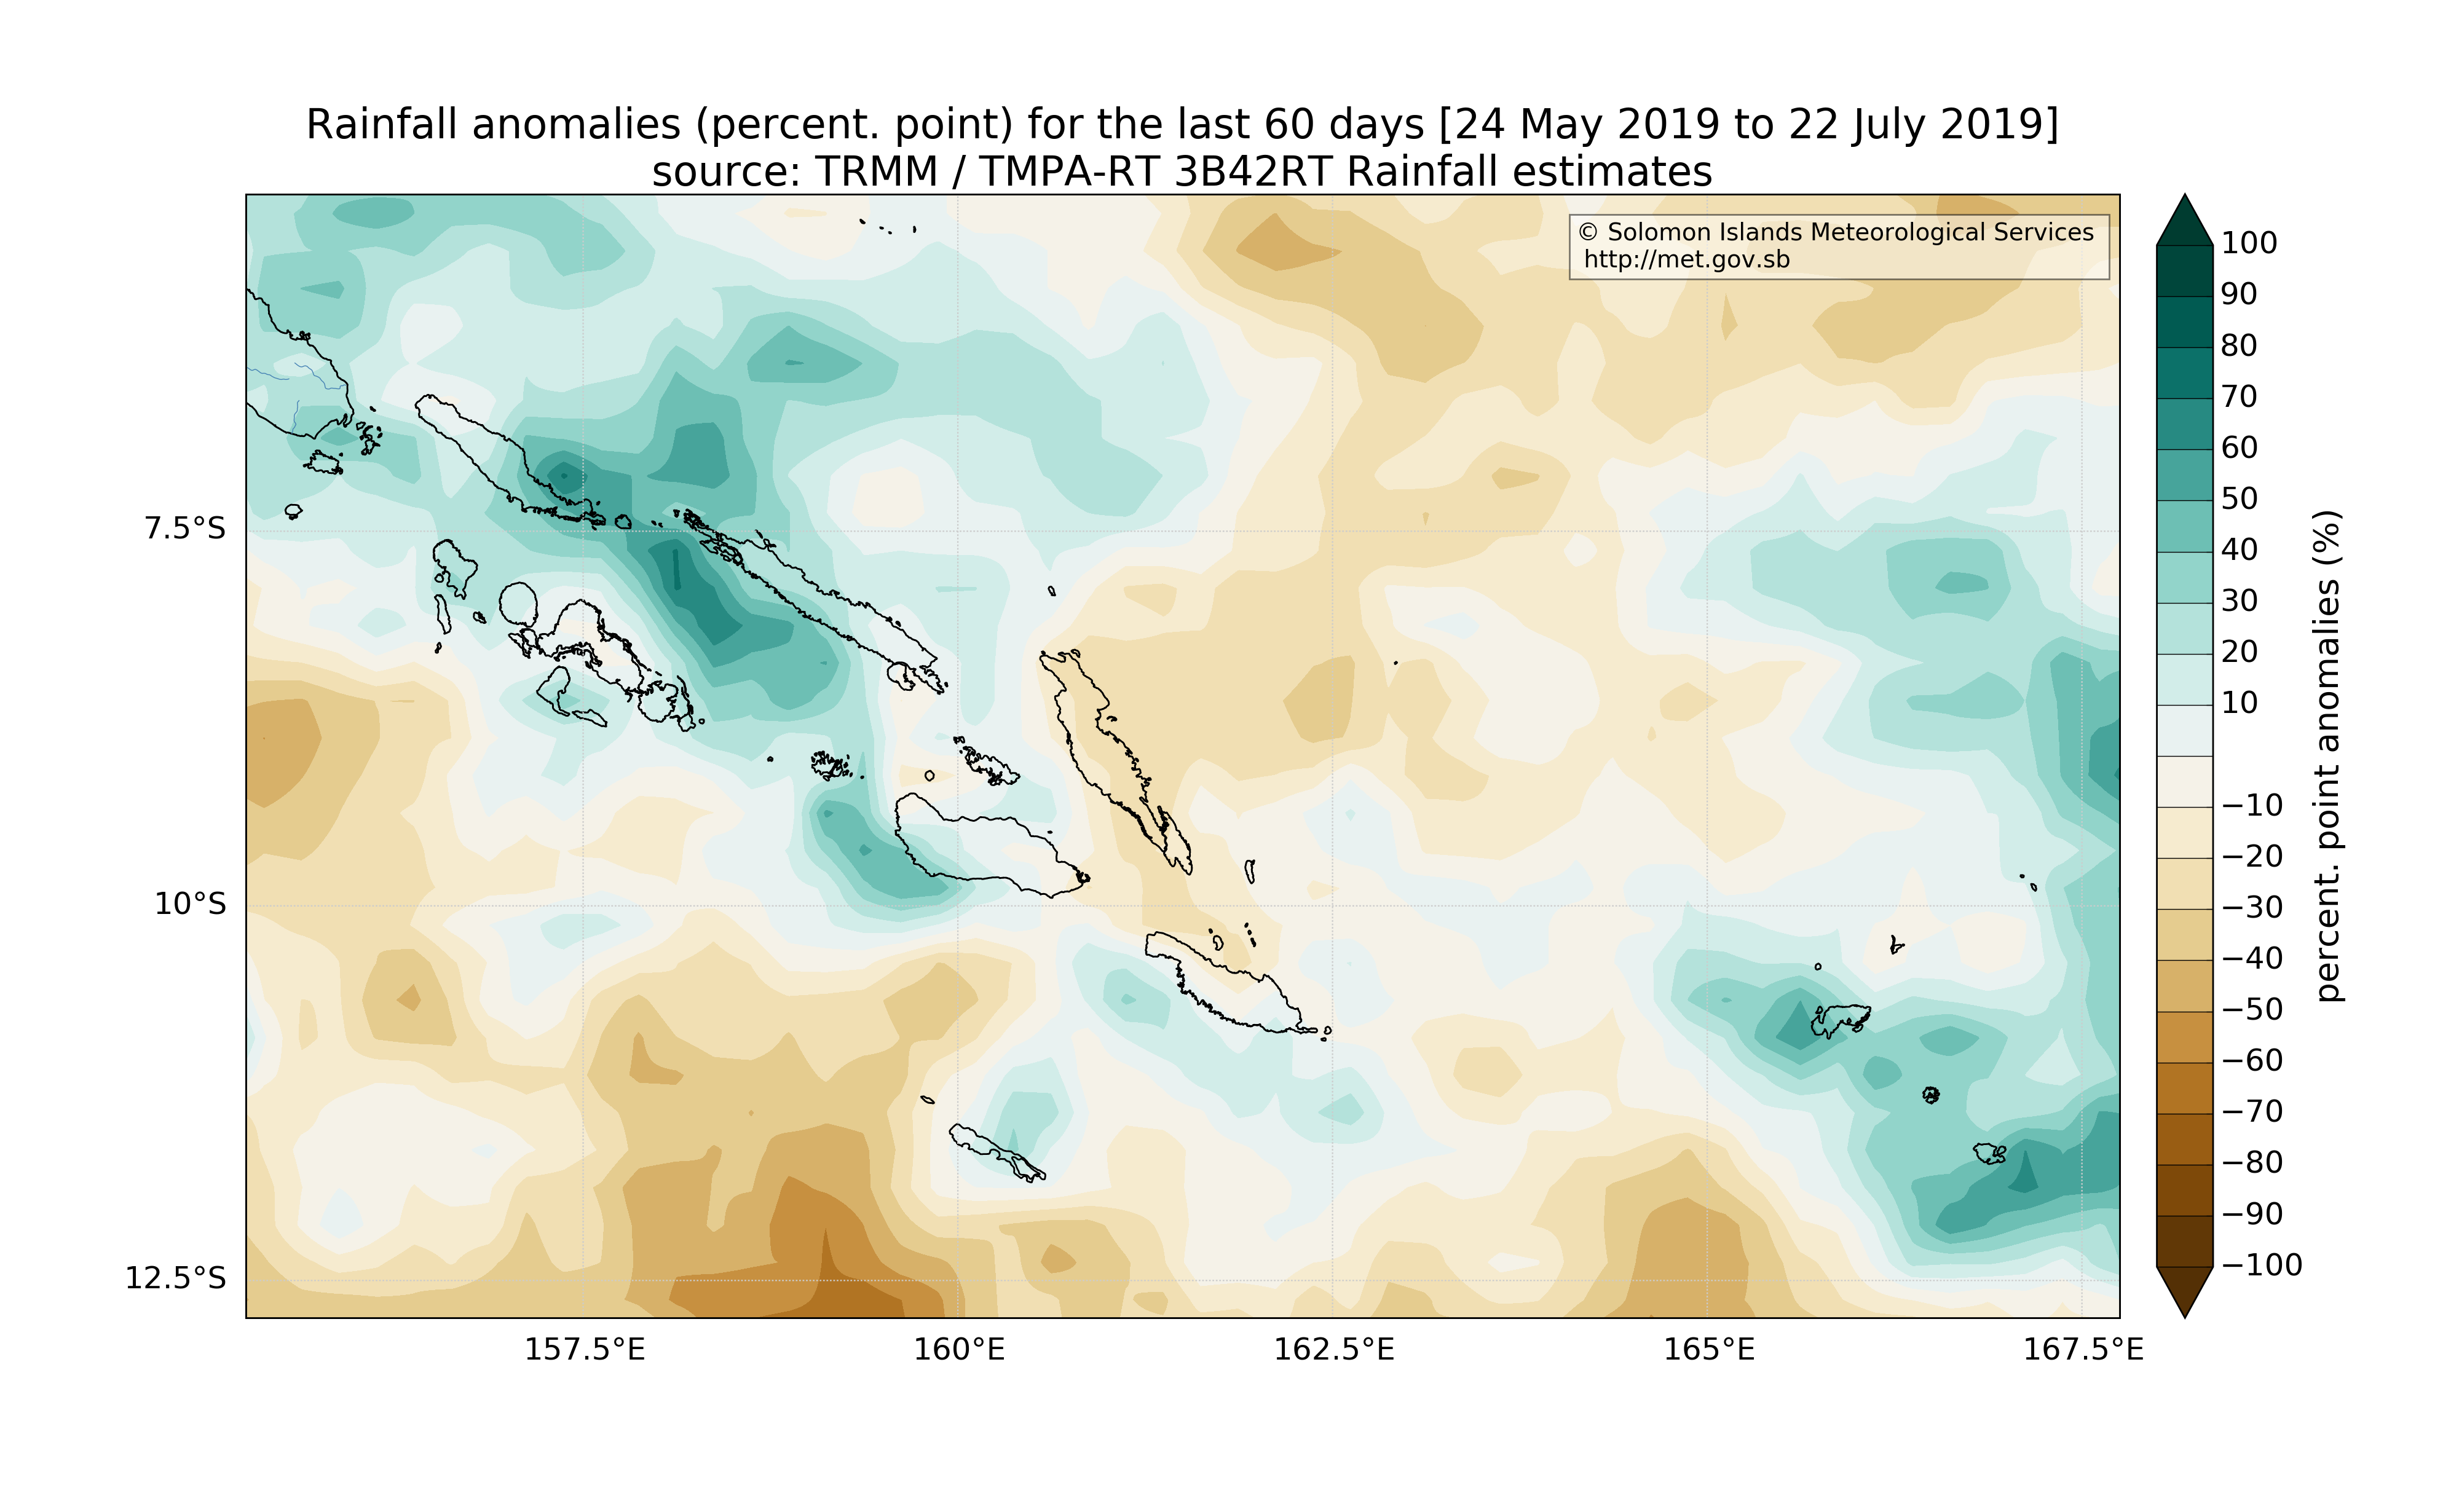 Rainfall anomalies (percent. point) for the last 60 days [24 May 2019 to 22 July 2019]
source: TRMM / TMPA-RT 3B42RT Rainfall estimates
© Solomon Islands Meteorological Services
http://met.gov.sb
7.5°S
10°S
12.5°S
157.5°E
160°E
162.5°E
165°E
167.5°E
100
90
80
70
60
50
40
30
20
10
−10
−20
−30
−40
−50
−60
−70
−80
−90
−100
percent. point anomalies (%)